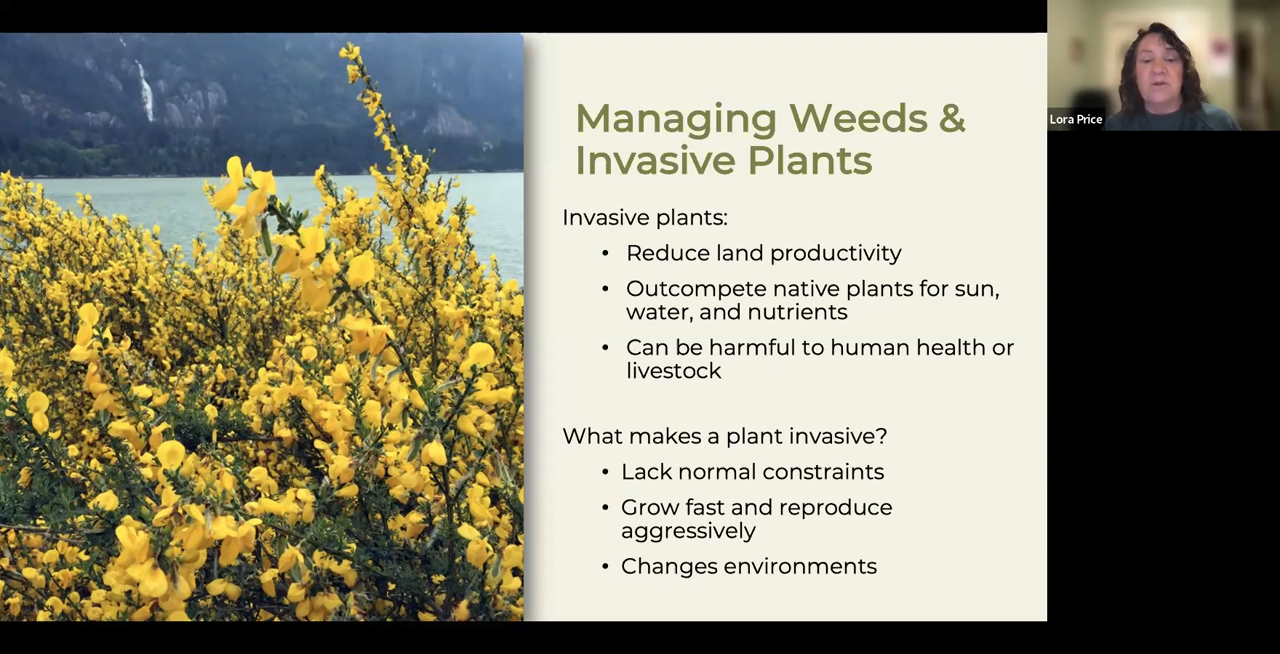 Managing Weeds &
Invasive Plants
Invasive plants:
• Reduce land productivity
• Outcompete native plants for sun,
water, and nutrients
• Can be harmful to human health or
livestock
What makes a plant invasive?
• Lack normal constraints
• Grow fast and reproduce
aggressively
• Changes environments
Lora Price